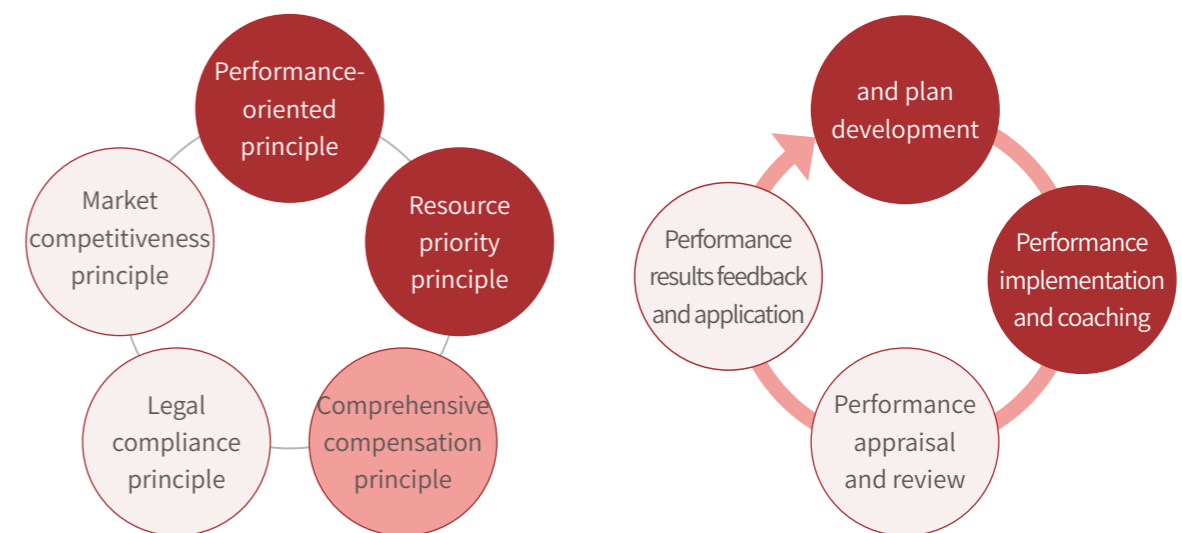 Performance-
oriented
principle
Resource
priority
principle
Comprehensive
compensation
principle
Legal
compliance
principle
Market
competitiveness
principle
and plan
development
Performance
implementation
and coaching
Performance
appraisal
and review
Performance
results feedback
and application